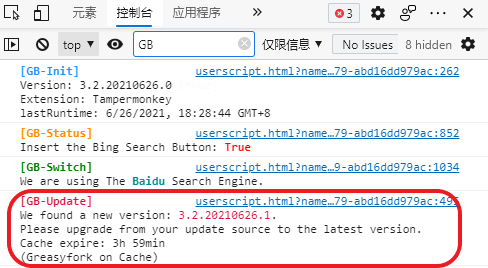 元素 控制台 应用程序 3
top GB 仅限信息 No Issues 8 hidden
[GB-Init] userscript.html?name…79-abd16dd979ac:262
Version: 3.2.20210626.0
Extension: Tampermonkey
lastRuntime: 6/26/2021, 18:28:44 GMT+8
[GB-Status] userscript.html?name…79-abd16dd979ac:852
Insert the Bing Search Button: True
[GB-Switch] userscript.html?name…9-abd16dd979ac:1034
We are using The Baidu Search Engine.
[GB-Update] userscript.html?name…79-abd16dd979ac:495
We found a new version: 3.2.20210626.1.
Please upgrade from your update source to the latest version.
Cache expire: 3h 59min
(Greasyfork on Cache)